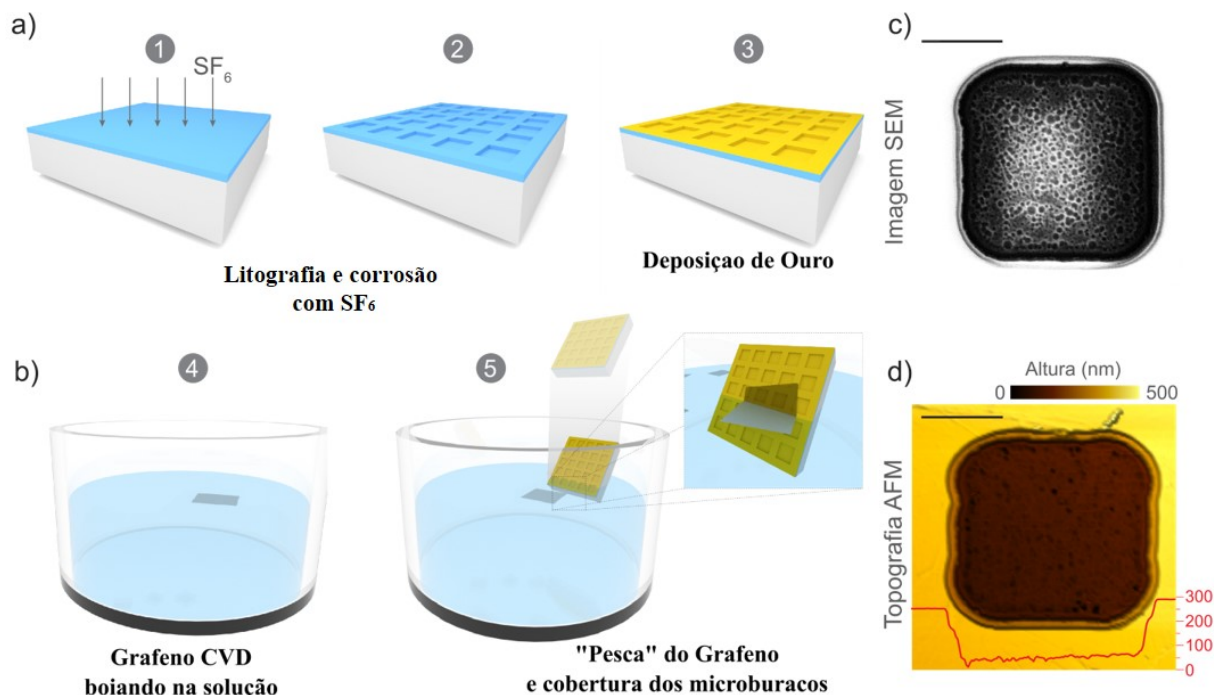 a)
1
SF6
2
3
Litografia e corrosão
com SF6
Deposiçao de Ouro
c)
Imagem SEM
b)
4
5
Grafeno CVD
boiando na solução
"Pesca" do Grafeno
e cobertura dos microburacos
d)
Altura (nm)
0
500
Topografia AFM
300
200
100
0